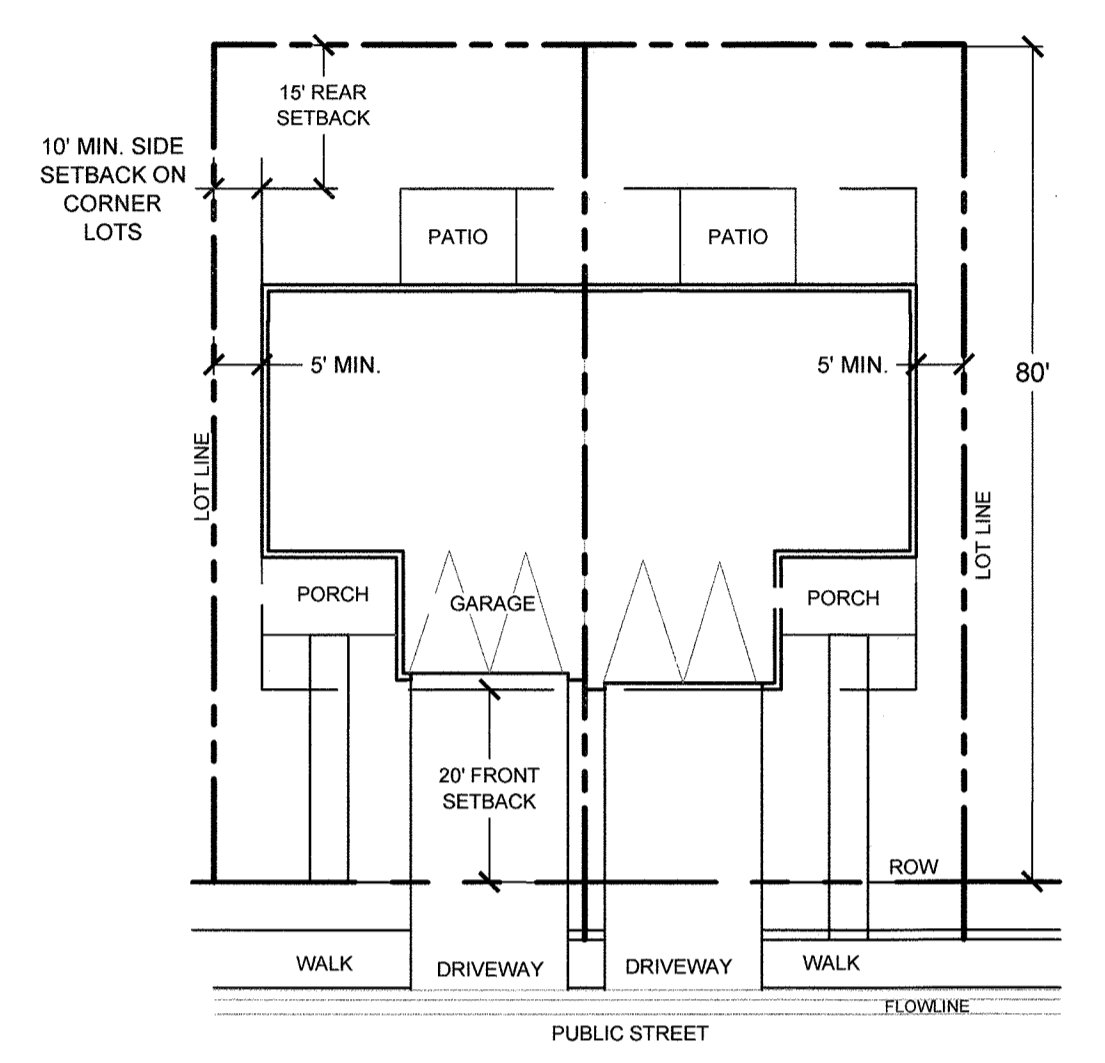 15' REAR
SETBACK
10' MIN. SIDE
SETBACK ON
CORNER
LOTS
PATIO
PATIO
5' MIN.
5' MIN.
80'
LOT LINE
LOT LINE
PORCH
GARAGE
PORCH
20' FRONT
SETBACK
ROW
WALK
DRIVEWAY
DRIVEWAY
WALK
FLOWLINE
PUBLIC STREET